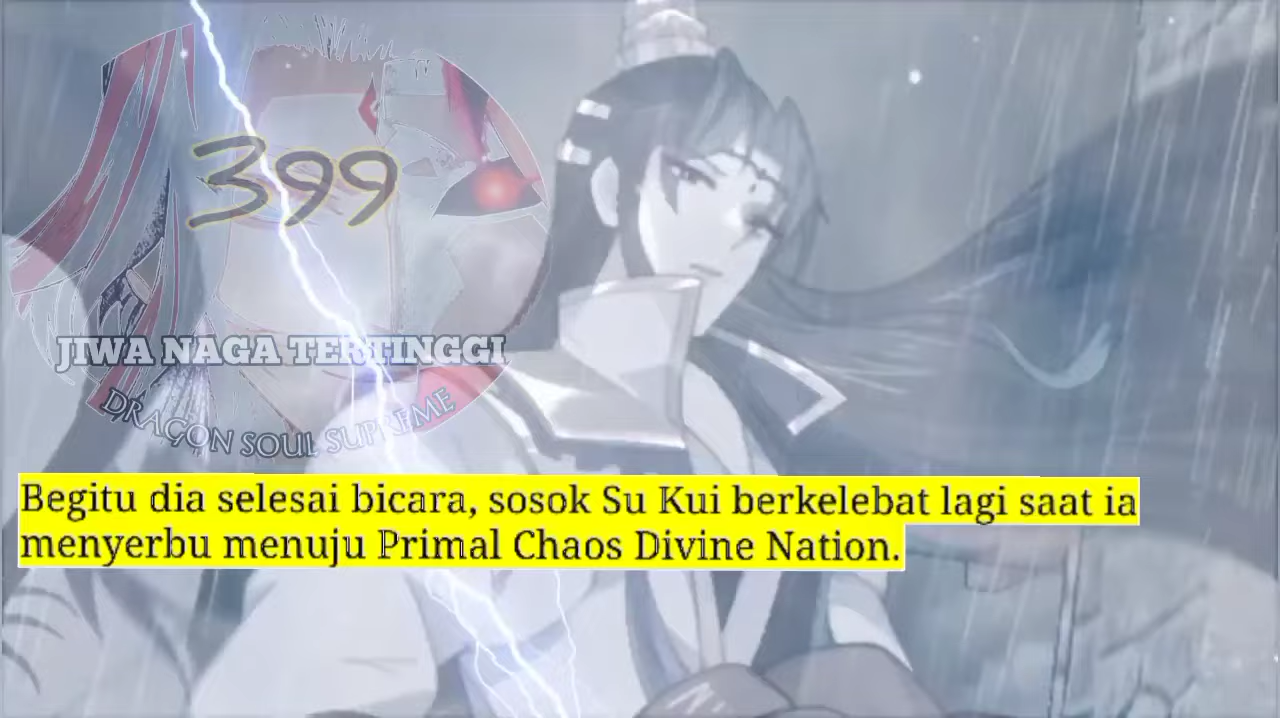 399
JIWA NAGA TERTINGGI
DRAGON SOUL SUPREME
Begitu dia selesai bicara, sosok Su Kui berkelebat lagi saat ia
menyerbu menuju Primal Chaos Divine Nation.